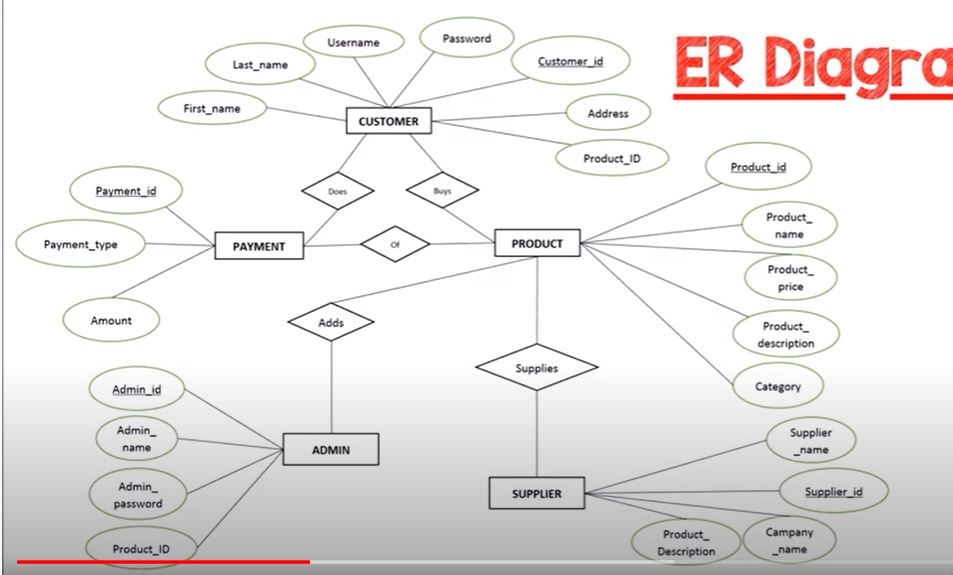 ER Diagra
Username
Password
Last_name
Customer_id
First_name
CUSTOMER
Address
Product_ID
Does
Buys
Payment_id
Payment_type
PAYMENT
Amount
Of
PRODUCT
Product_id
Product_
name
Product_
price
Product_
description
Category
Adds
Supplies
Admin_id
Admin_
name
Admin_
password
Product_ID
ADMIN
SUPPLIER
Supplier
_name
Supplier_id
Product_
Description
Campany
_name